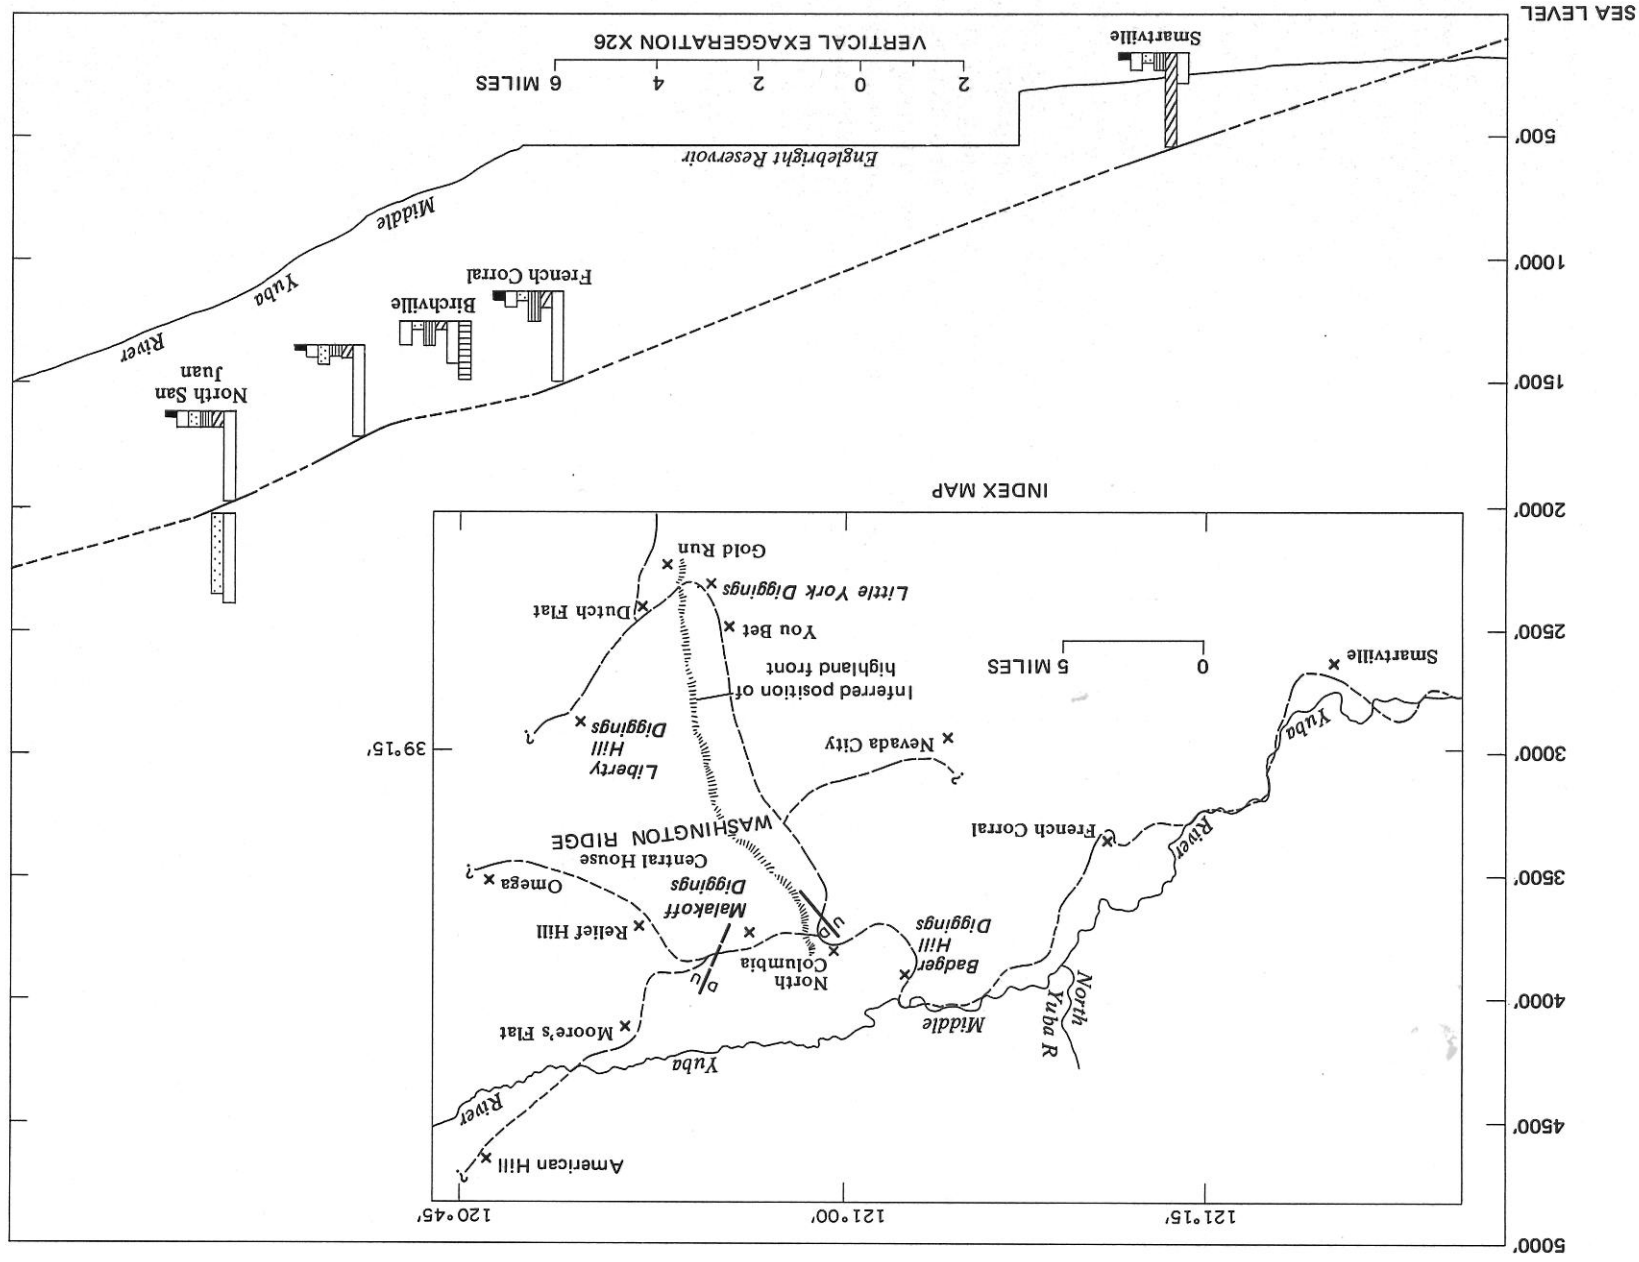 5000'
4500'
4000'
3500'
3000'
2500'
2000'
1500'
1000'
500'
SEA LEVEL
121°15'
121°00'
120°45'
American Hill
?
River
Yuba
Moore's Flat
North
Yuba R
Middle
D
U
North
Columbia
Badger
Hill
Diggings
Relief Hill
Malakoff
Diggings
D
U
Omega
?
Central House
WASHINGTON RIDGE
French Corral
River
Nevada City
?
Liberty
Hill
Diggings
39°15'
?
Yuba
Smartville
Inferred position of
highland front
0
5 MILES
You Bet
Little York Diggings
Dutch Flat
Gold Run
INDEX MAP
North San
Juan
River
Yuba
Birchville
French Corral
Middle
Englebright Reservoir
2
0
2
4
6 MILES
VERTICAL EXAGGERATION X26
Smartville